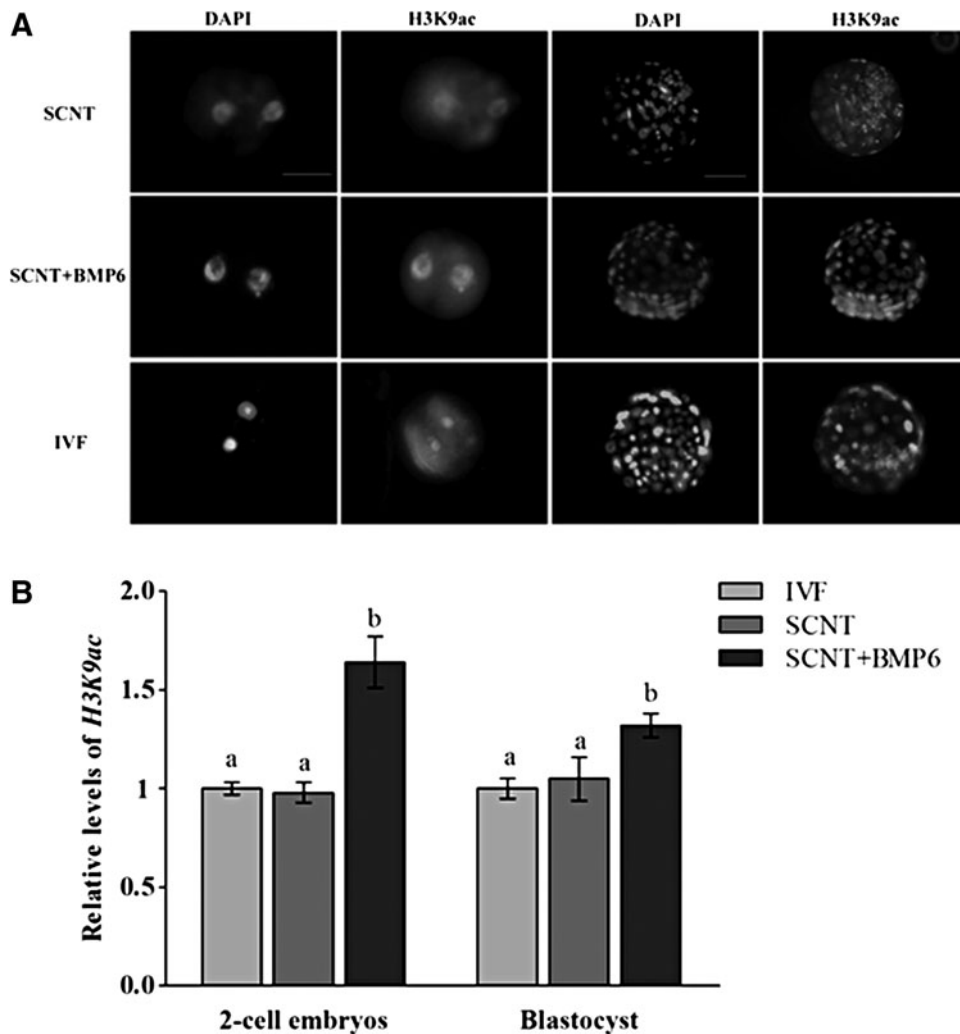 A
DAPI H3K9ac DAPI H3K9ac
SCNT
SCNT+BMP6
IVF
B
Relative levels of H3K9ac
2.0
1.5
1
0.5
0.0
a a b
a a b
2-cell embryos Blastocyst
IVF
SCNT
SCNT+BMP6